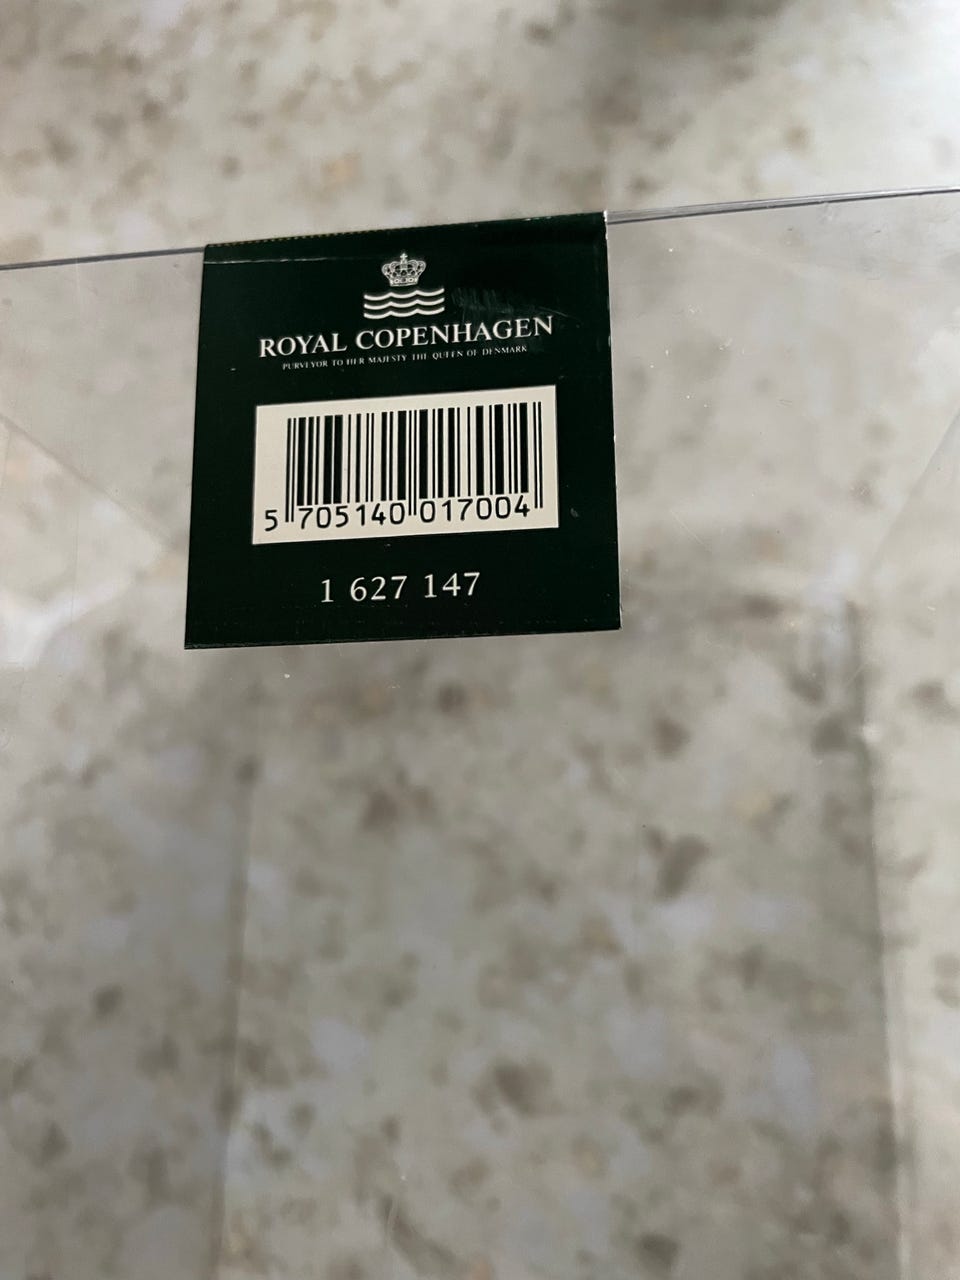 ROYAL COPENHAGEN
PURVEYOR TO HER MAJESTY THE QUEEN OF DENMARK
5 705140 017004
1 627 147